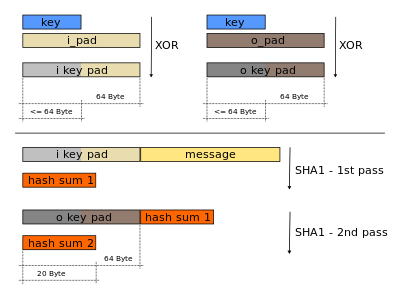 key
i_pad
XOR
i key pad
64 Byte
<= 64 Byte
key
o_pad
XOR
o key pad
64 Byte
<= 64 Byte
i key pad message
SHA1 - 1st pass
hash sum 1
o key pad hash sum 1
SHA1 - 2nd pass
hash sum 2
64 Byte
20 Byte